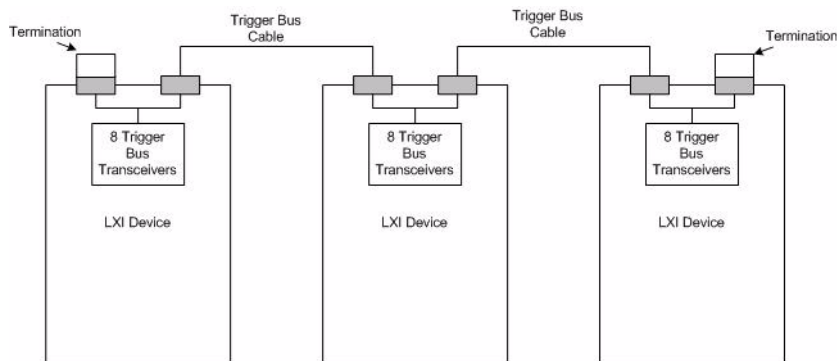 Trigger Bus
Cable
Trigger Bus
Cable
Termination
Termination
8 Trigger
Bus
Transceivers
8 Trigger
Bus
Transceivers
8 Trigger
Bus
Transceivers
LXI Device
LXI Device
LXI Device